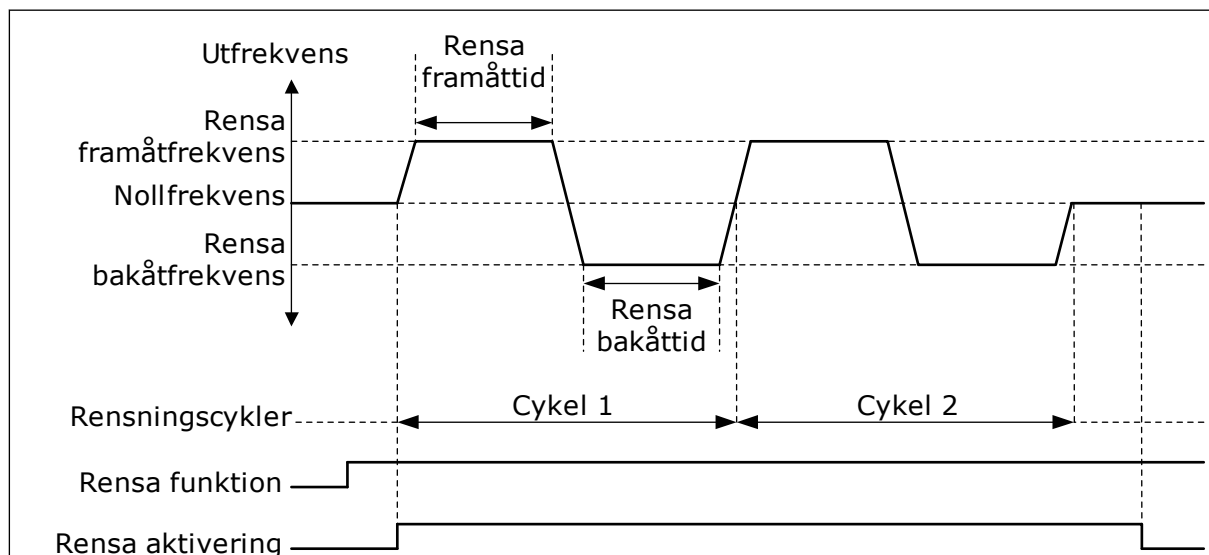 Utfrekvens
Rensa
framåttid
Rensa
framåtfrekvens
Nollfrekvens
Rensa
bakåtfrekvens
Rensa
bakåttid
Rensningscykler
Cykel 1
Cykel 2
Rensa funktion
Rensa aktivering